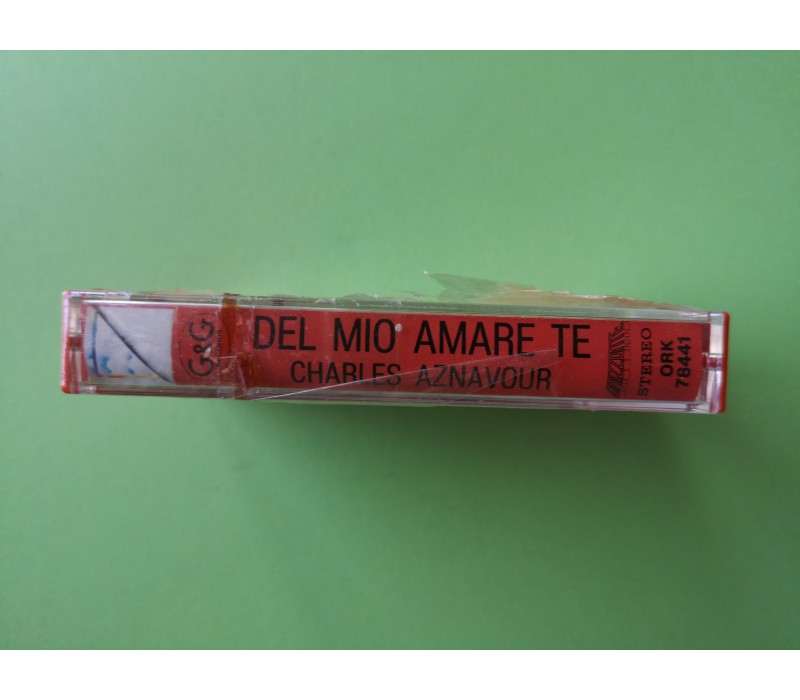 G&G
DEL MIO AMARE TE
CHARLES AZNAVOUR
STEREO
ORK
78441